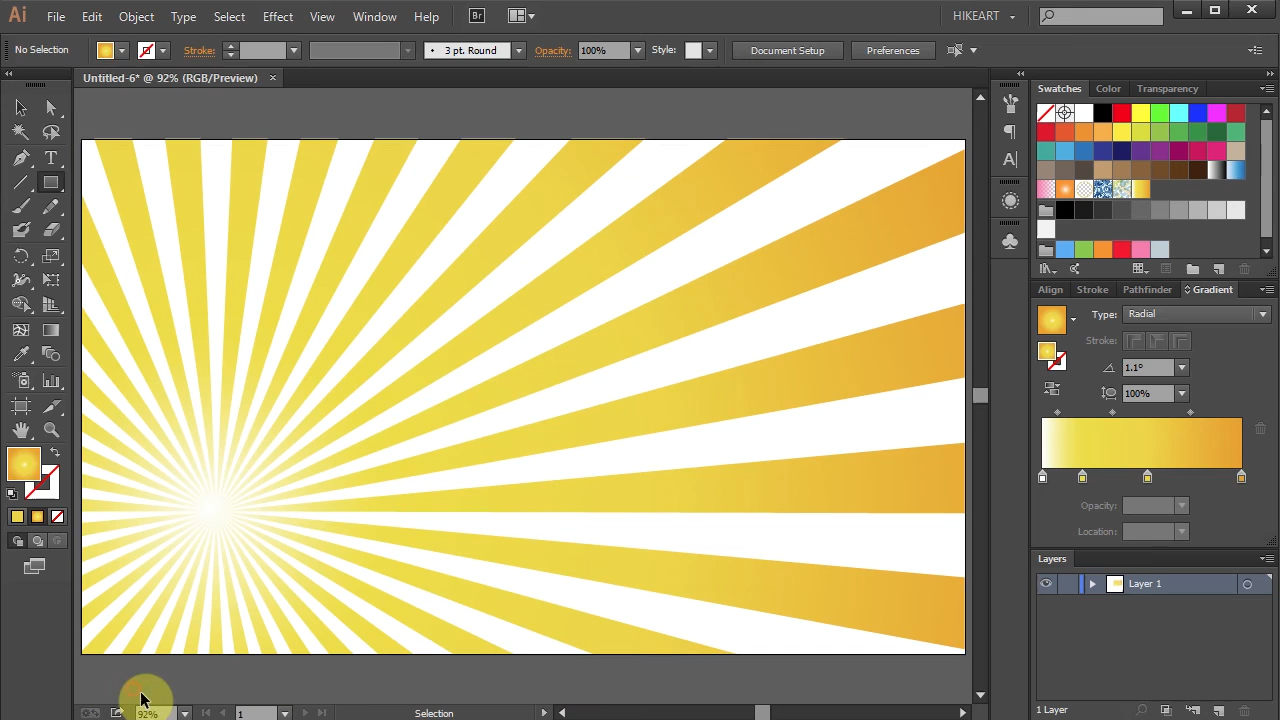 Ai File Edit Object Type Select Effect View Window Help Br HIKEART
No Selection Stroke: 3 pt. Round Opacity: 100% Style: Document Setup Preferences
Untitled-6* @ 92% (RGB/Preview) ×
Swatches Color Transparency
Align Stroke Pathfinder Gradient
Type: Radial
Stroke:
1.1°
100%
Opacity:
Location:
Layers
Layer 1
1 Layer
92% 1 Selection